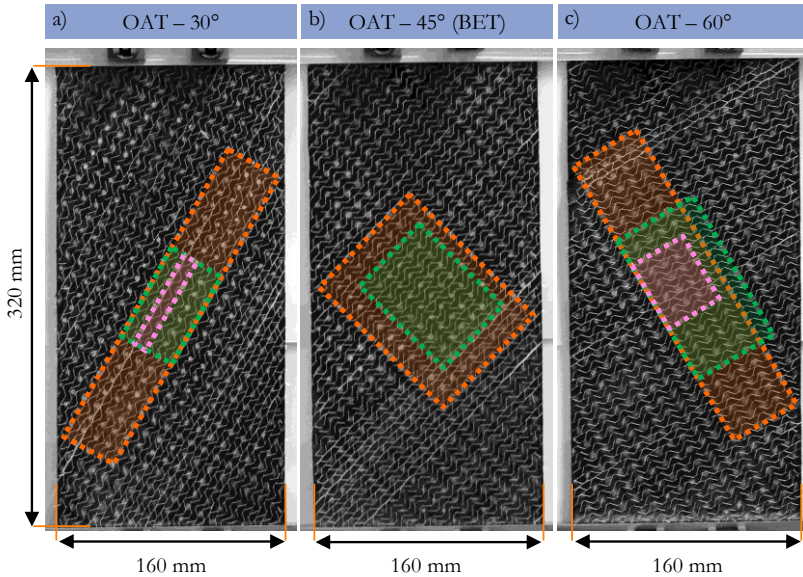 a) OAT – 30°
b) OAT – 45° (BET)
c) OAT – 60°
320 mm
160 mm
160 mm
160 mm